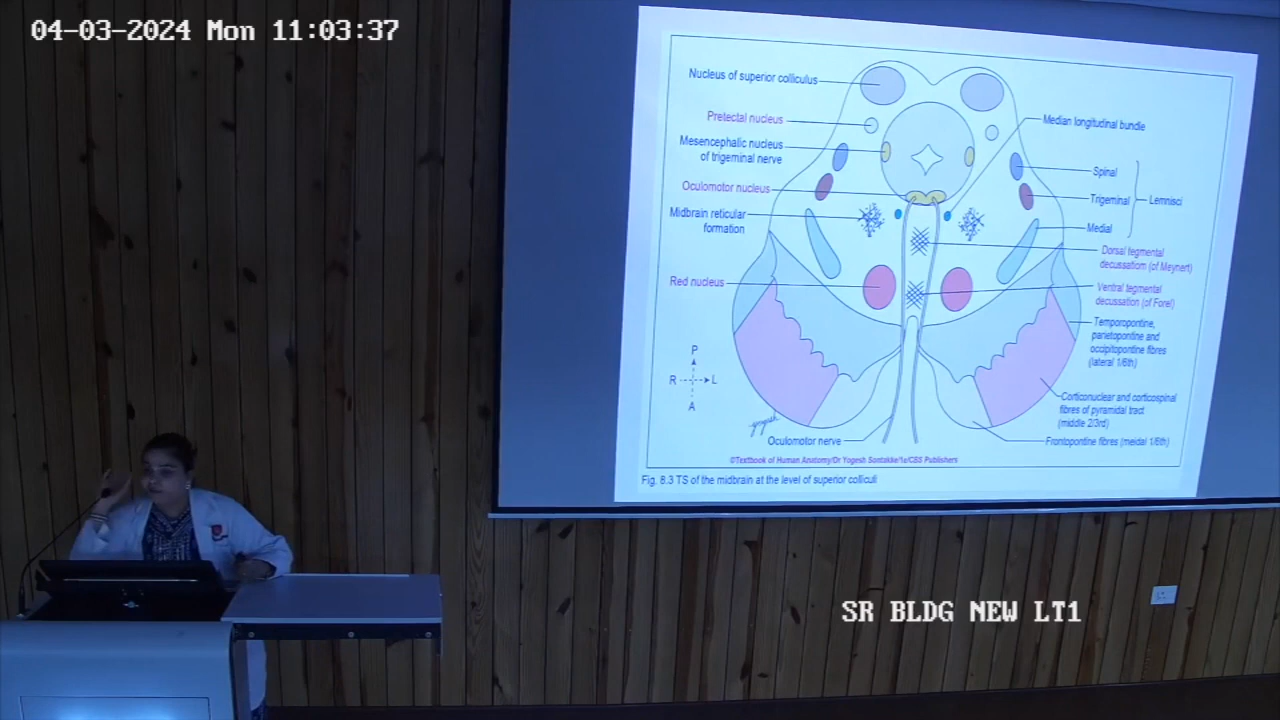 04-03-2024 Mon 11:03:37
Nucleus of superior colliculus
Pretectal nucleus
Mesencephalic nucleus
of trigeminal nerve
Oculomotor nucleus
Midbrain reticular
formation
Red nucleus
P
R
L
A
Oculomotor nerve
Median longitudinal bundle
Spinal
Trigeminal
Lemnisci
Medial
Dorsal tegmental
decussatiom (of Meynert)
Ventral tegmental
decussation (of Forel)
Temporopontine,
parietopontine and
occipitopontine fibres
(lateral 1/6th)
Corticonuclear and corticospinal
fibres of pyramidal tract
(middle 2/3rd)
Frontopontine fibres (meidal 1/6th)
©Textbook of Human Anatomy/Dr Yogesh Sontakke/1e/CBS Publishers
Fig. 8.3 TS of the midbrain at the level of superior colliculi
SR BLDG NEW LT1